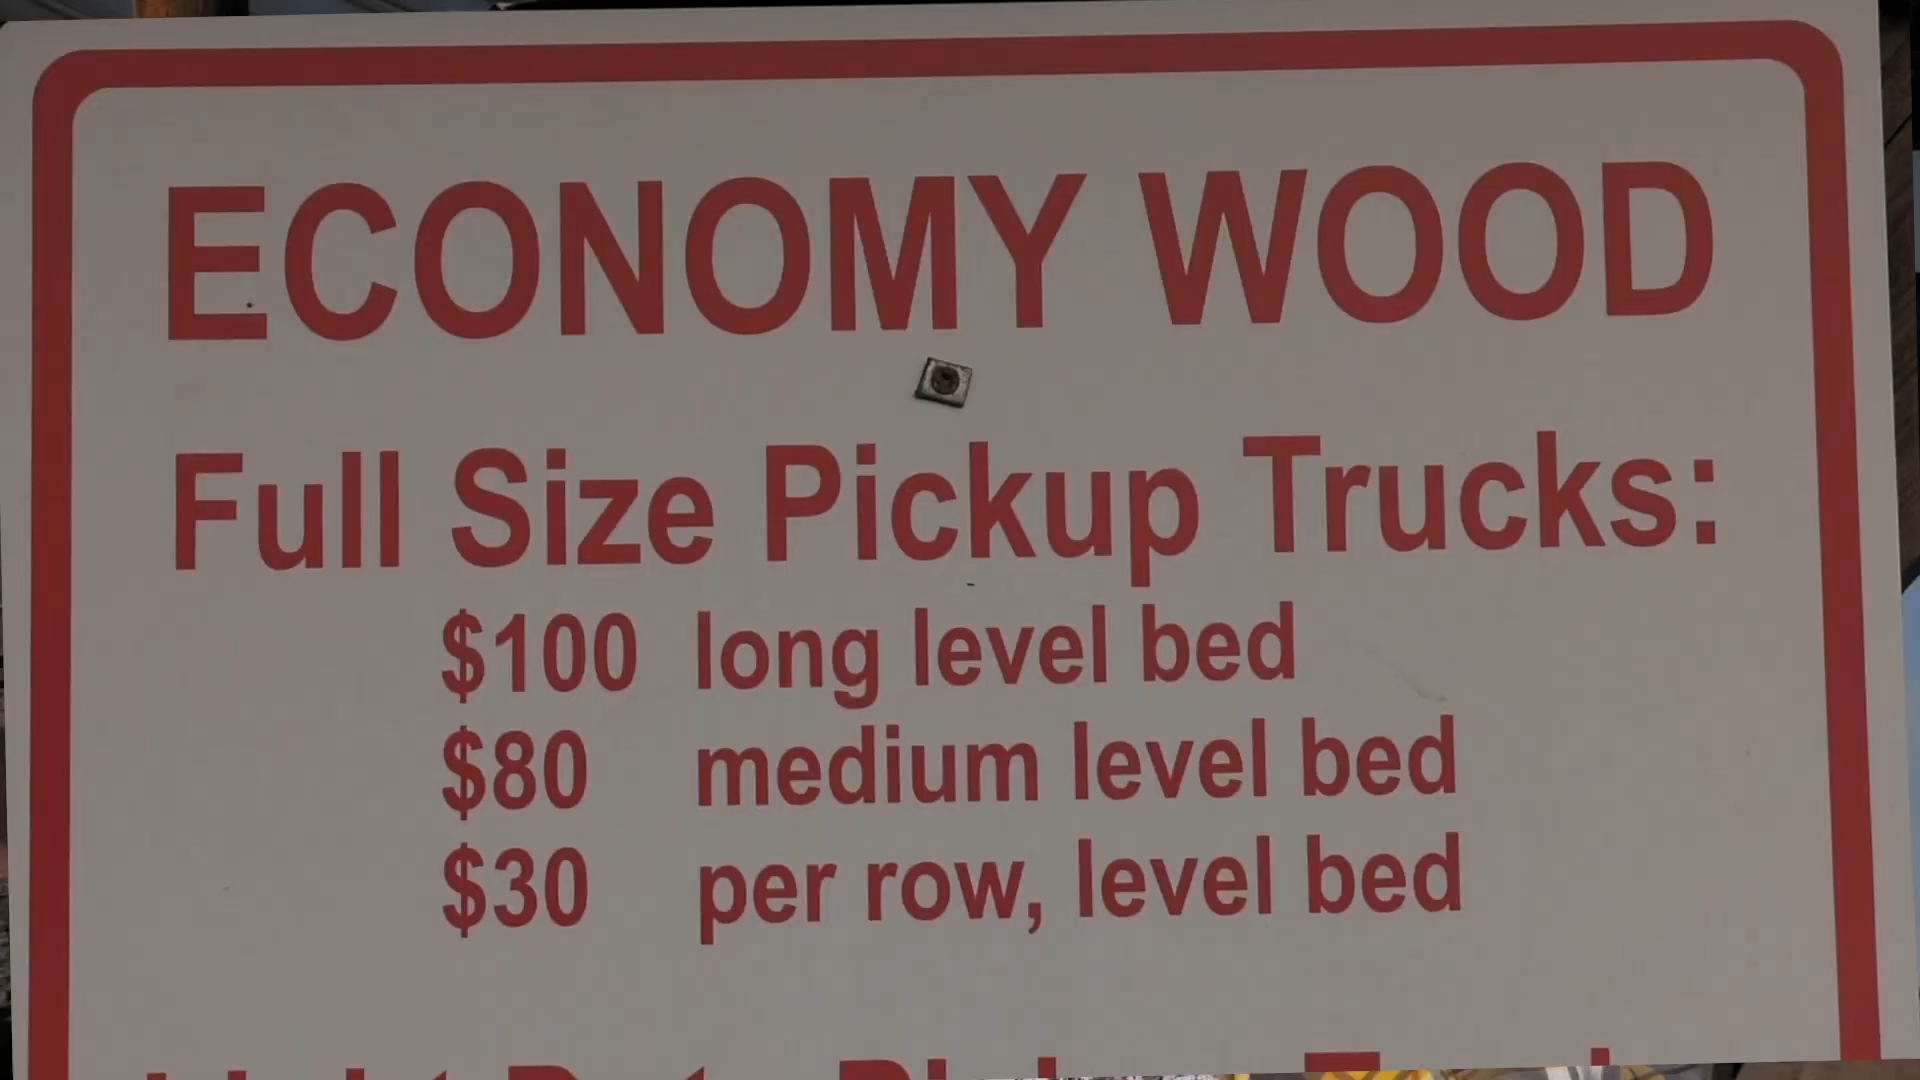 ECONOMY WOOD
Full Size Pickup Trucks:
$100 long level bed
$80 medium level bed
$30 per row, level bed